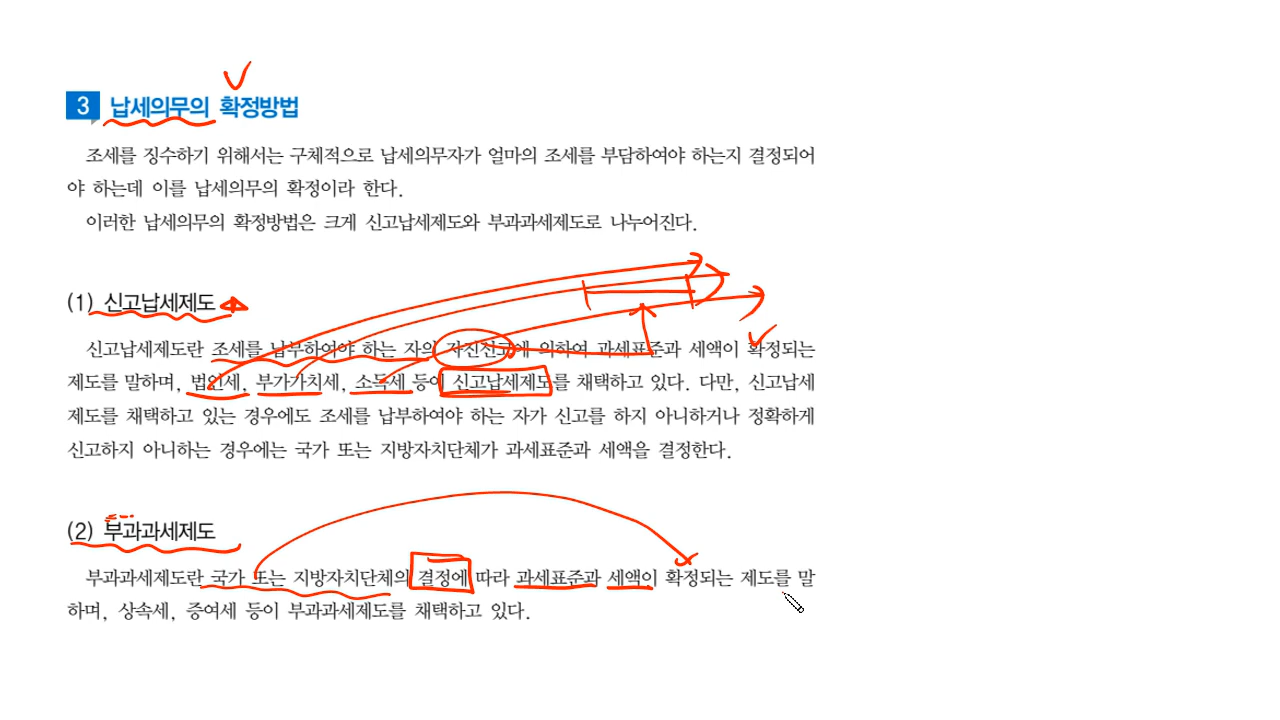 3 납세의무의 확정방법
조세를 징수하기 위해서는 구체적으로 납세의무자가 얼마의 조세를 부담하여야 하는지 결정되어
야 하는데 이를 납세의무의 확정이라 한다.
이러한 납세의무의 확정방법은 크게 신고납세제도와 부과과세제도로 나누어진다.
(1) 신고납세제도
신고납세제도란 조세를 납부하여야 하는 자의 자진신고에 의하여 과세표준과 세액이 확정되는
제도를 말하며, 법인세, 부가가치세, 소득세 등이 신고납세제도를 채택하고 있다. 다만, 신고납세
제도를 채택하고 있는 경우에도 조세를 납부하여야 하는 자가 신고를 하지 아니하거나 정확하게
신고하지 아니하는 경우에는 국가 또는 지방자치단체가 과세표준과 세액을 결정한다.
(2) 부과과세제도
부과과세제도란 국가 또는 지방자치단체의 결정에 따라 과세표준과 세액이 확정되는 제도를 말
하며, 상속세, 증여세 등이 부과과세제도를 채택하고 있다.